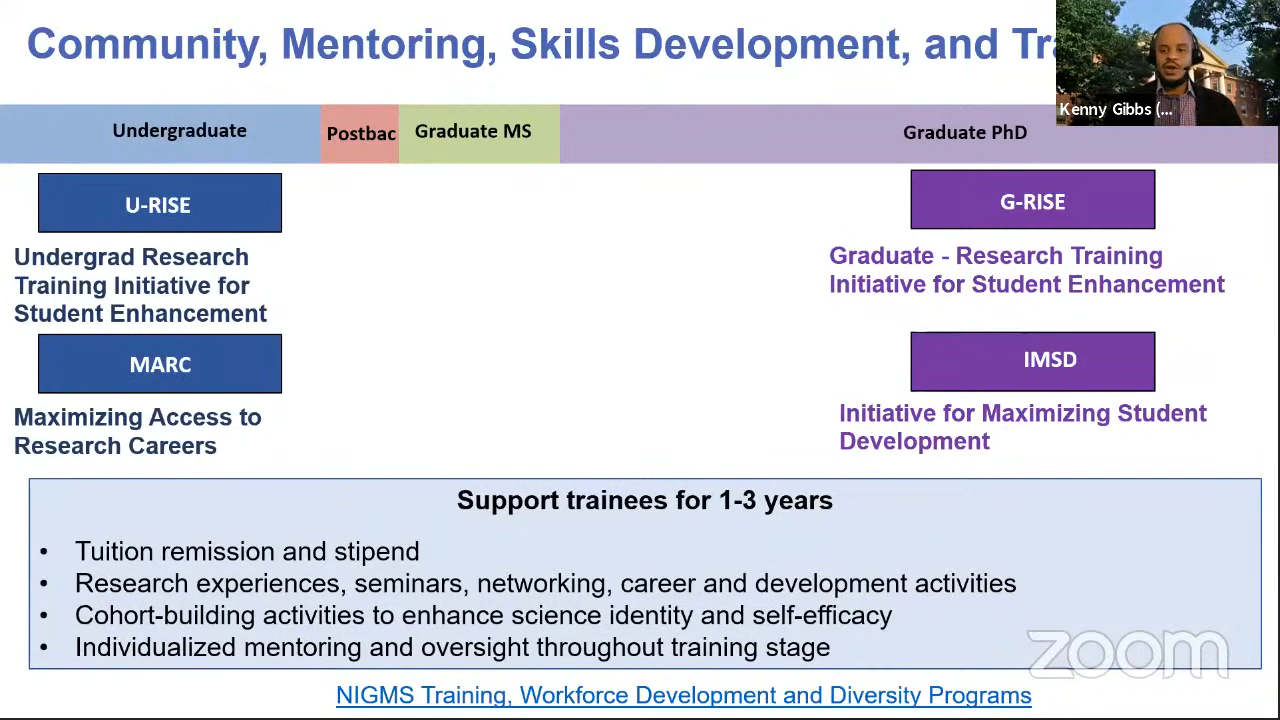 Community, Mentoring, Skills Development, and Tra
Kenny Gibbs (...
Undergraduate
Postbac
Graduate MS
Graduate PhD
U-RISE
G-RISE
Undergrad Research
Training Initiative for
Student Enhancement
Graduate - Research Training
Initiative for Student Enhancement
MARC
IMSD
Maximizing Access to
Research Careers
Initiative for Maximizing Student
Development
Support trainees for 1-3 years
• Tuition remission and stipend
• Research experiences, seminars, networking, career and development activities
• Cohort-building activities to enhance science identity and self-efficacy
• Individualized mentoring and oversight throughout training stage
zoom
NIGMS Training, Workforce Development and Diversity Programs